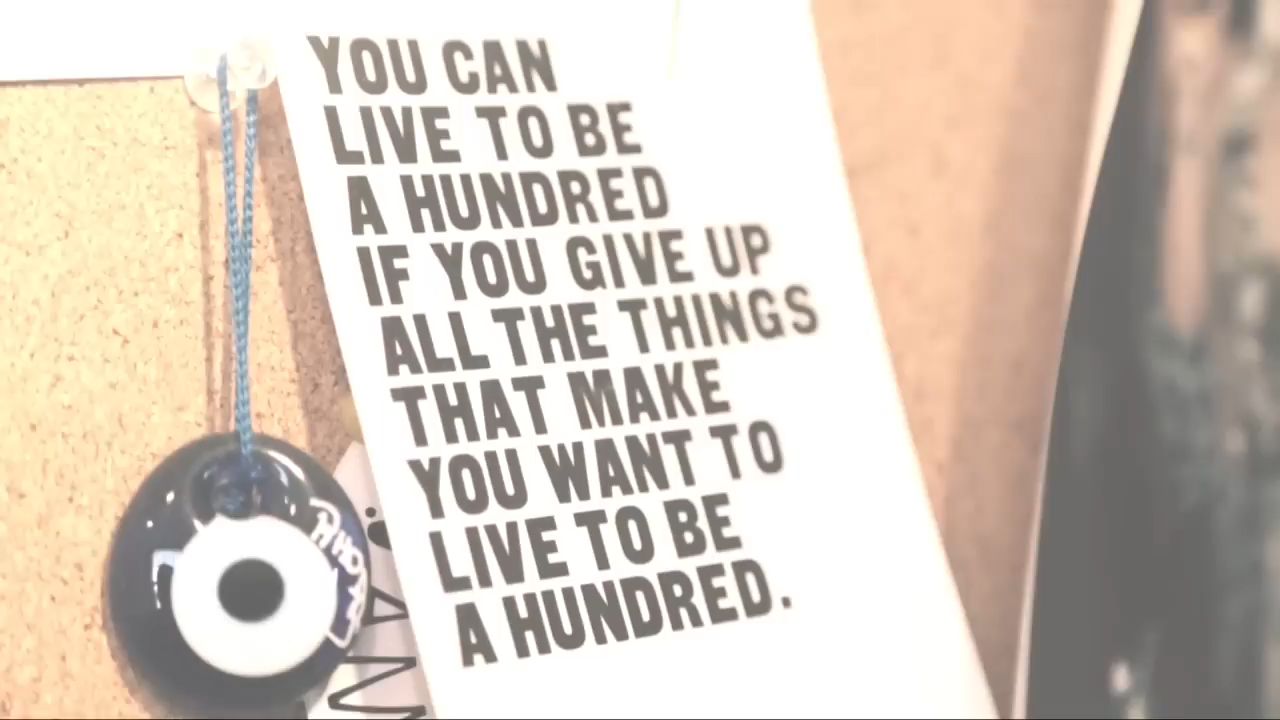 YOU CAN
LIVE TO BE
A HUNDRED
IF YOU GIVE UP
ALL THE THINGS
THAT MAKE
YOU WANT TO
LIVE TO BE
A HUNDRED.